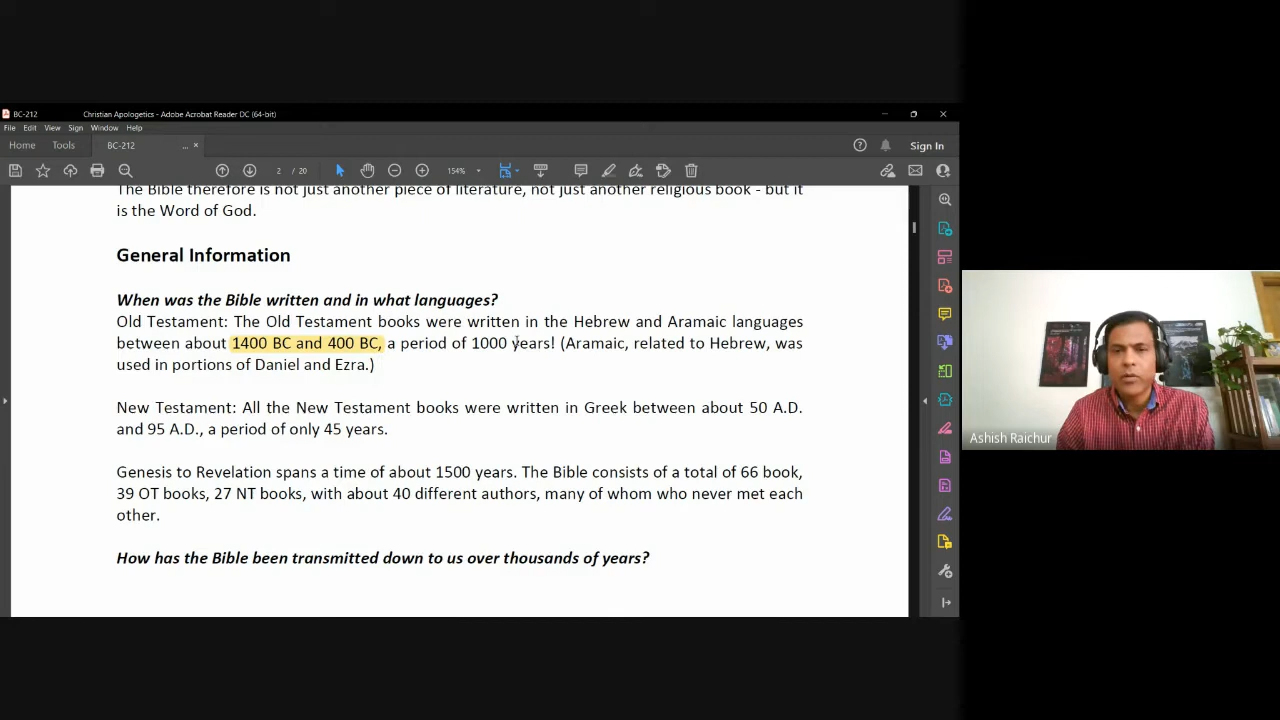 BC-212 Christian Apologetics - Adobe Acrobat Reader DC (64-bit)
File Edit View Sign Window Help
Home Tools BC-212 ... × Sign In
2 / 20 154%
The Bible therefore is not just another piece of literature, not just another religious book - but it
is the Word of God.
General Information
When was the Bible written and in what languages?
Old Testament: The Old Testament books were written in the Hebrew and Aramaic languages
between about 1400 BC and 400 BC, a period of 1000 years! (Aramaic, related to Hebrew, was
used in portions of Daniel and Ezra.)
New Testament: All the New Testament books were written in Greek between about 50 A.D.
and 95 A.D., a period of only 45 years.
Genesis to Revelation spans a time of about 1500 years. The Bible consists of a total of 66 book,
39 OT books, 27 NT books, with about 40 different authors, many of whom who never met each
other.
How has the Bible been transmitted down to us over thousands of years?
Ashish Raichur